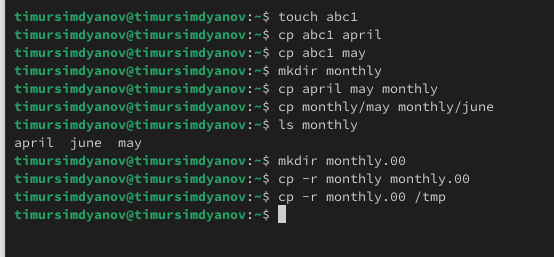 timursimdyanov@timursimdyanov:~$ touch abc1
timursimdyanov@timursimdyanov:~$ cp abc1 april
timursimdyanov@timursimdyanov:~$ cp abc1 may
timursimdyanov@timursimdyanov:~$ mkdir monthly
timursimdyanov@timursimdyanov:~$ cp april may monthly
timursimdyanov@timursimdyanov:~$ cp monthly/may monthly/june
timursimdyanov@timursimdyanov:~$ ls monthly
april  june  may
timursimdyanov@timursimdyanov:~$ mkdir monthly.00
timursimdyanov@timursimdyanov:~$ cp -r monthly monthly.00
timursimdyanov@timursimdyanov:~$ cp -r monthly.00 /tmp
timursimdyanov@timursimdyanov:~$